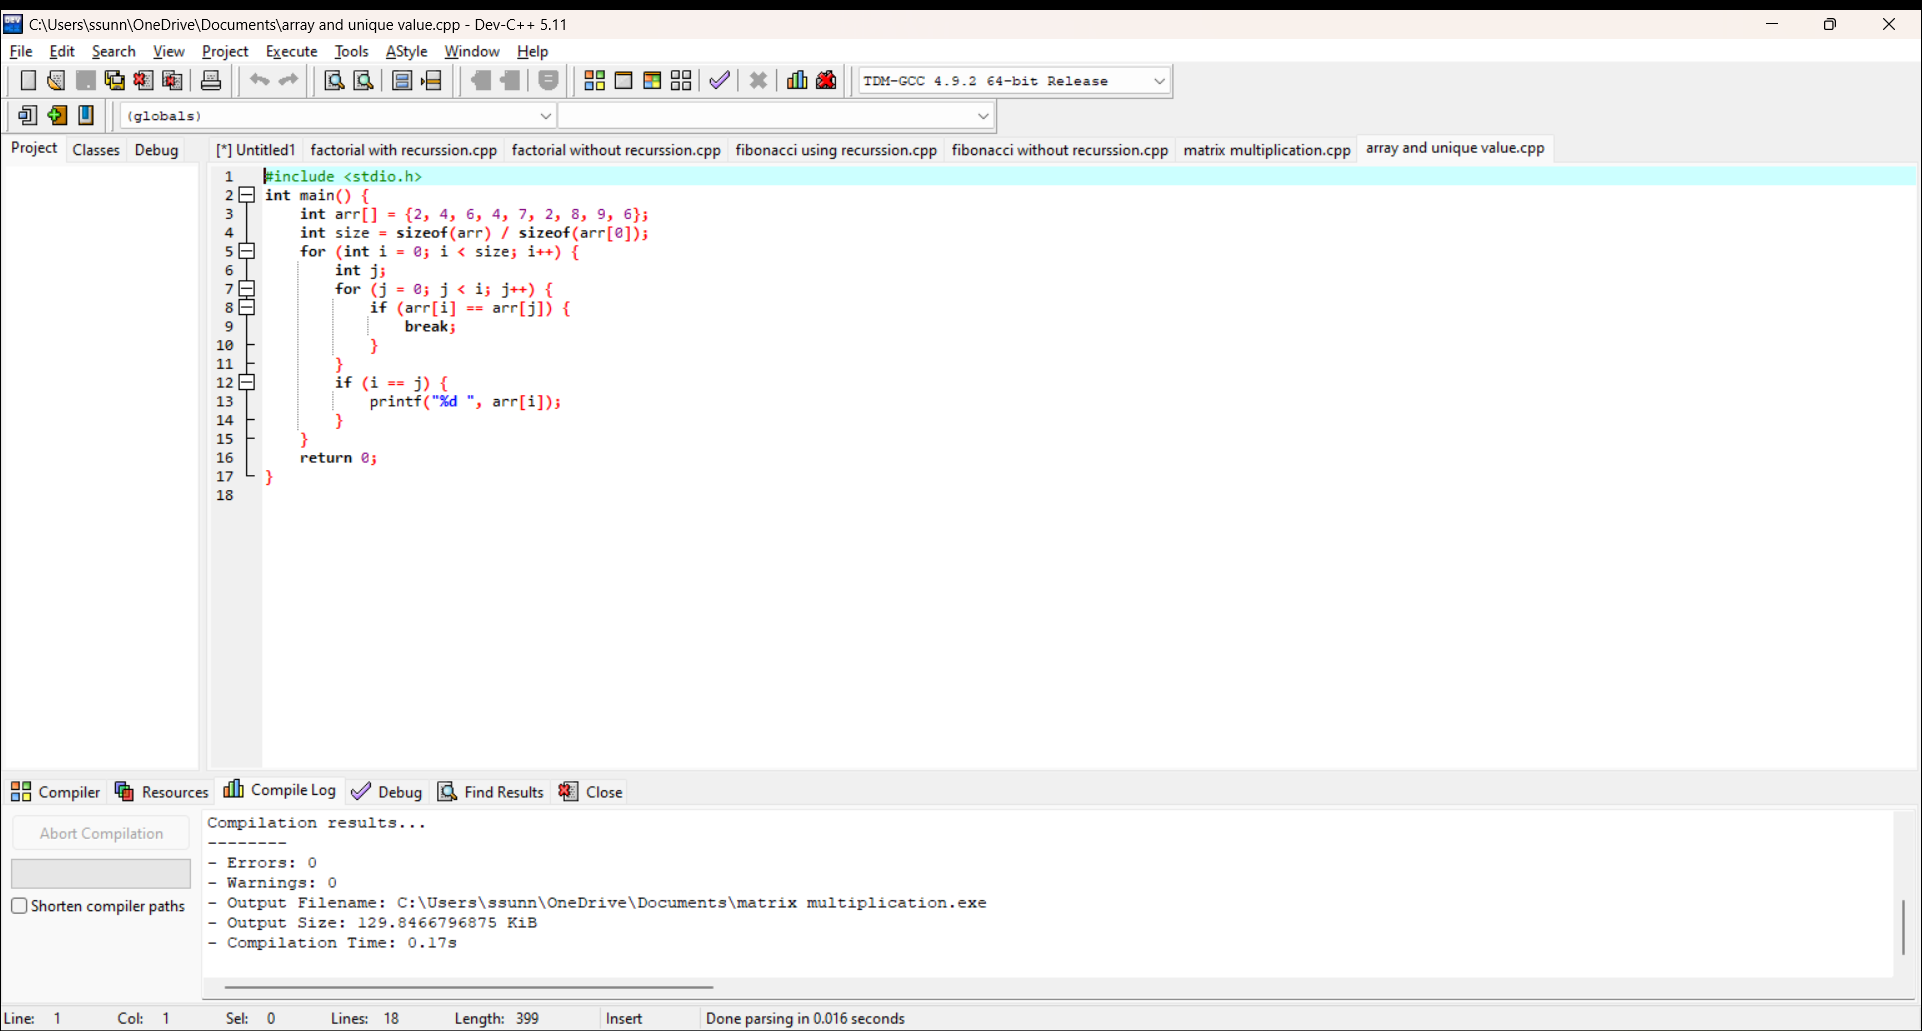 C:\Users\ssunn\OneDrive\Documents\array and unique value.cpp - Dev-C++ 5.11
File Edit Search View Project Execute Tools AStyle Window Help
TDM-GCC 4.9.2 64-bit Release
(globals)
Project Classes Debug
[*] Untitled1 factorial with recurssion.cpp factorial without recurssion.cpp fibonacci using recurssion.cpp fibonacci without recurssion.cpp matrix multiplication.cpp array and unique value.cpp
1 #include <stdio.h>
2 int main() {
3 int arr[] = {2, 4, 6, 4, 7, 2, 8, 9, 6};
4 int size = sizeof(arr) / sizeof(arr[0]);
5 for (int i = 0; i < size; i++) {
6 int j;
7 for (j = 0; j < i; j++) {
8 if (arr[i] == arr[j]) {
9 break;
10 }
11 }
12 if (i == j) {
13 printf("%d ", arr[i]);
14 }
15 }
16 return 0;
17 }
18
Compiler Resources Compile Log Debug Find Results Close
Abort Compilation
Shorten compiler paths
Compilation results...
--------
- Errors: 0
- Warnings: 0
- Output Filename: C:\Users\ssunn\OneDrive\Documents\matrix multiplication.exe
- Output Size: 129.8466796875 KiB
- Compilation Time: 0.17s
Line: 1 Col: 1 Sel: 0 Lines: 18 Length: 399 Insert Done parsing in 0.016 seconds